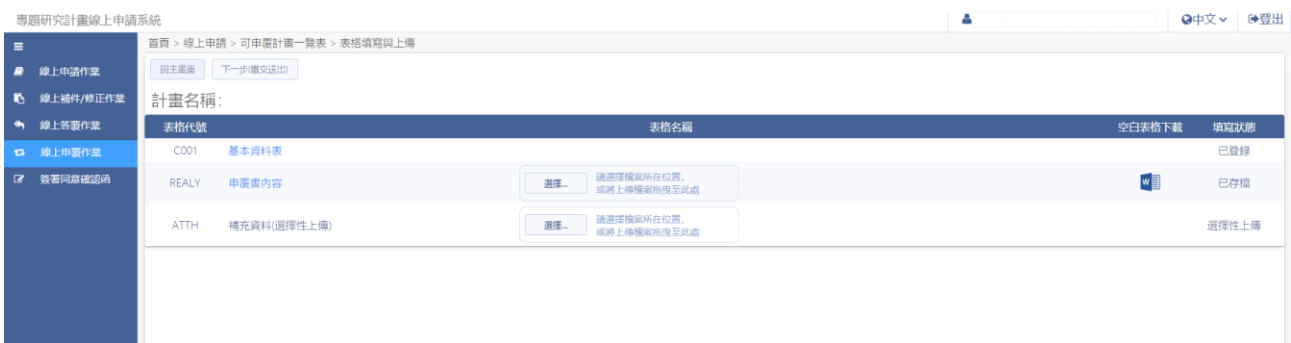 專題研究計畫線上申請系統
中文
登出
首頁 > 線上申請 > 可申覆計畫一覽表 > 表格填寫與上傳
線上申請作業
線上補件/修正作業
線上答覆作業
線上申覆作業
簽署同意確認函
回主畫面
下一步(繳交送出)
計畫名稱:
表格代號 表格名稱 空白表格下載 填寫狀態
C001 基本資料表 已登錄
REALY 申覆書內容 選擇... 請選擇檔案所在位置,
或將上傳檔案拖曳至此處
已存檔
ATTH 補充資料(選擇性上傳) 選擇... 請選擇檔案所在位置,
或將上傳檔案拖曳至此處
選擇性上傳